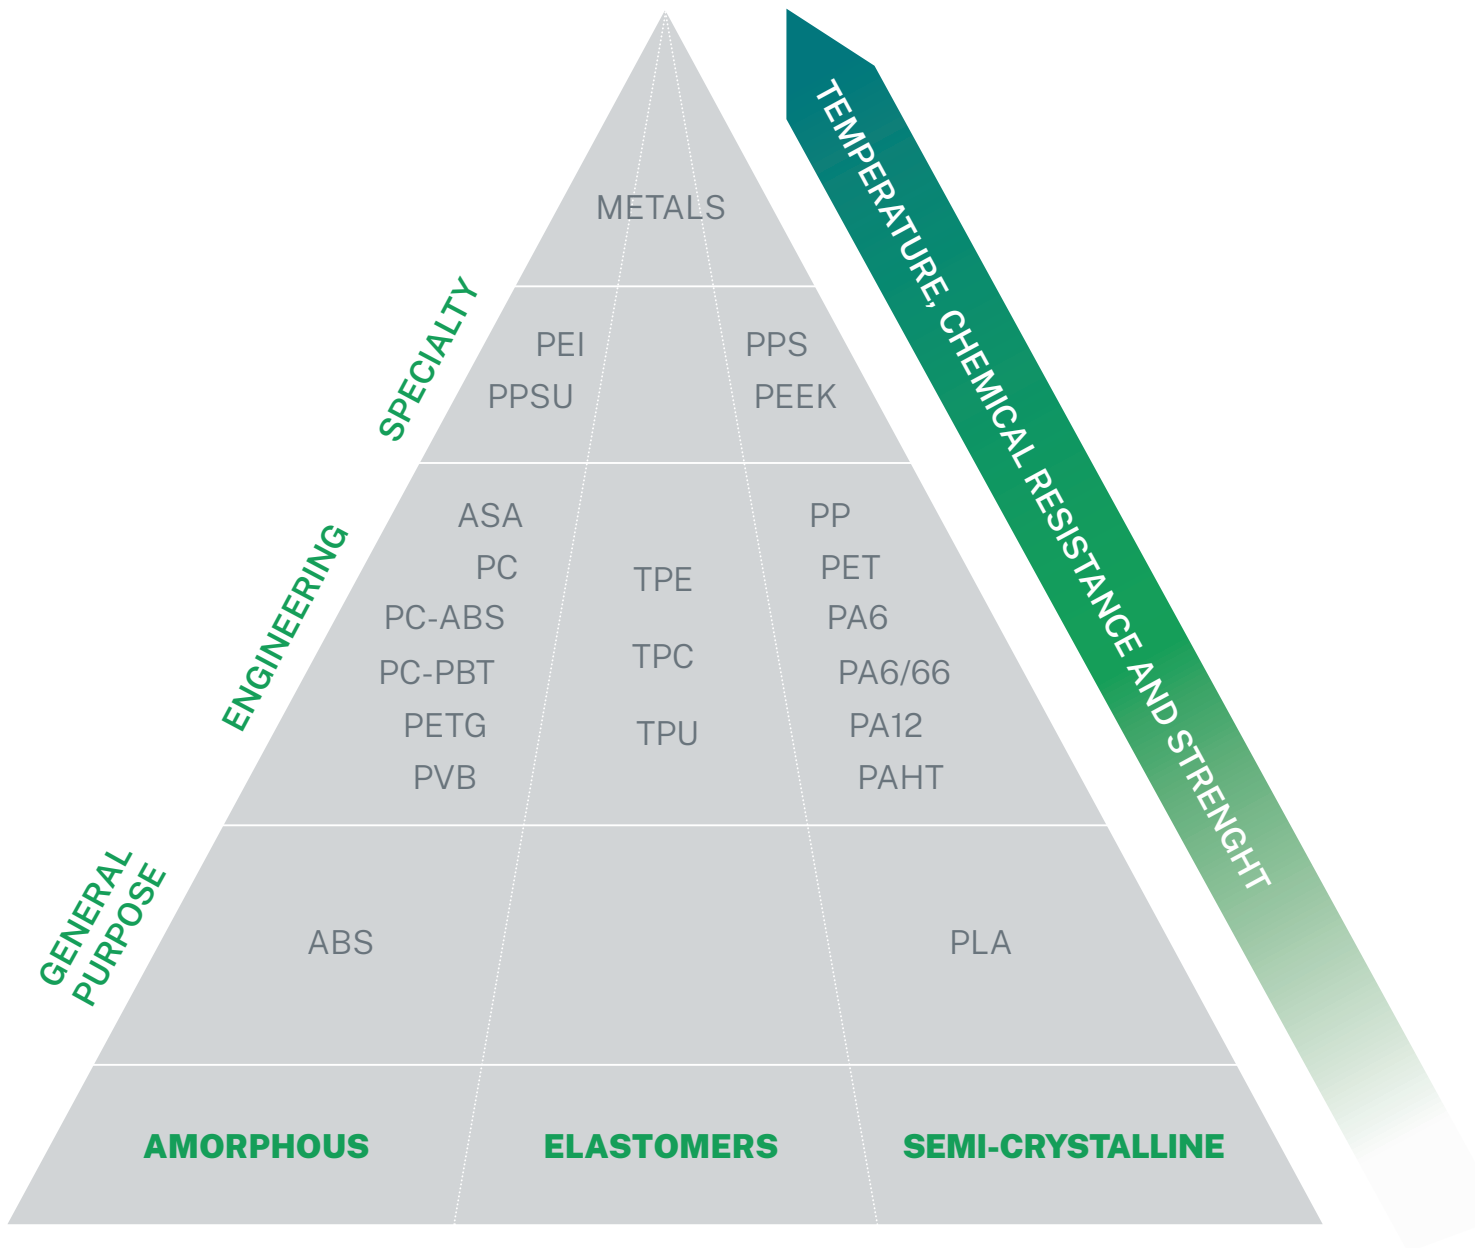 METALS
SPECIALTY
PEI
PPSU
PPS
PEEK
ENGINEERING
ASA
PC
PC-ABS
PC-PBT
PETG
PVB
TPE
TPC
TPU
PP
PET
PA6
PA6/66
PA12
PAHT
GENERAL
PURPOSE
ABS
PLA
AMORPHOUS
ELASTOMERS
SEMI-CRYSTALLINE
TEMPERATURE, CHEMICAL RESISTANCE AND STRENGHT